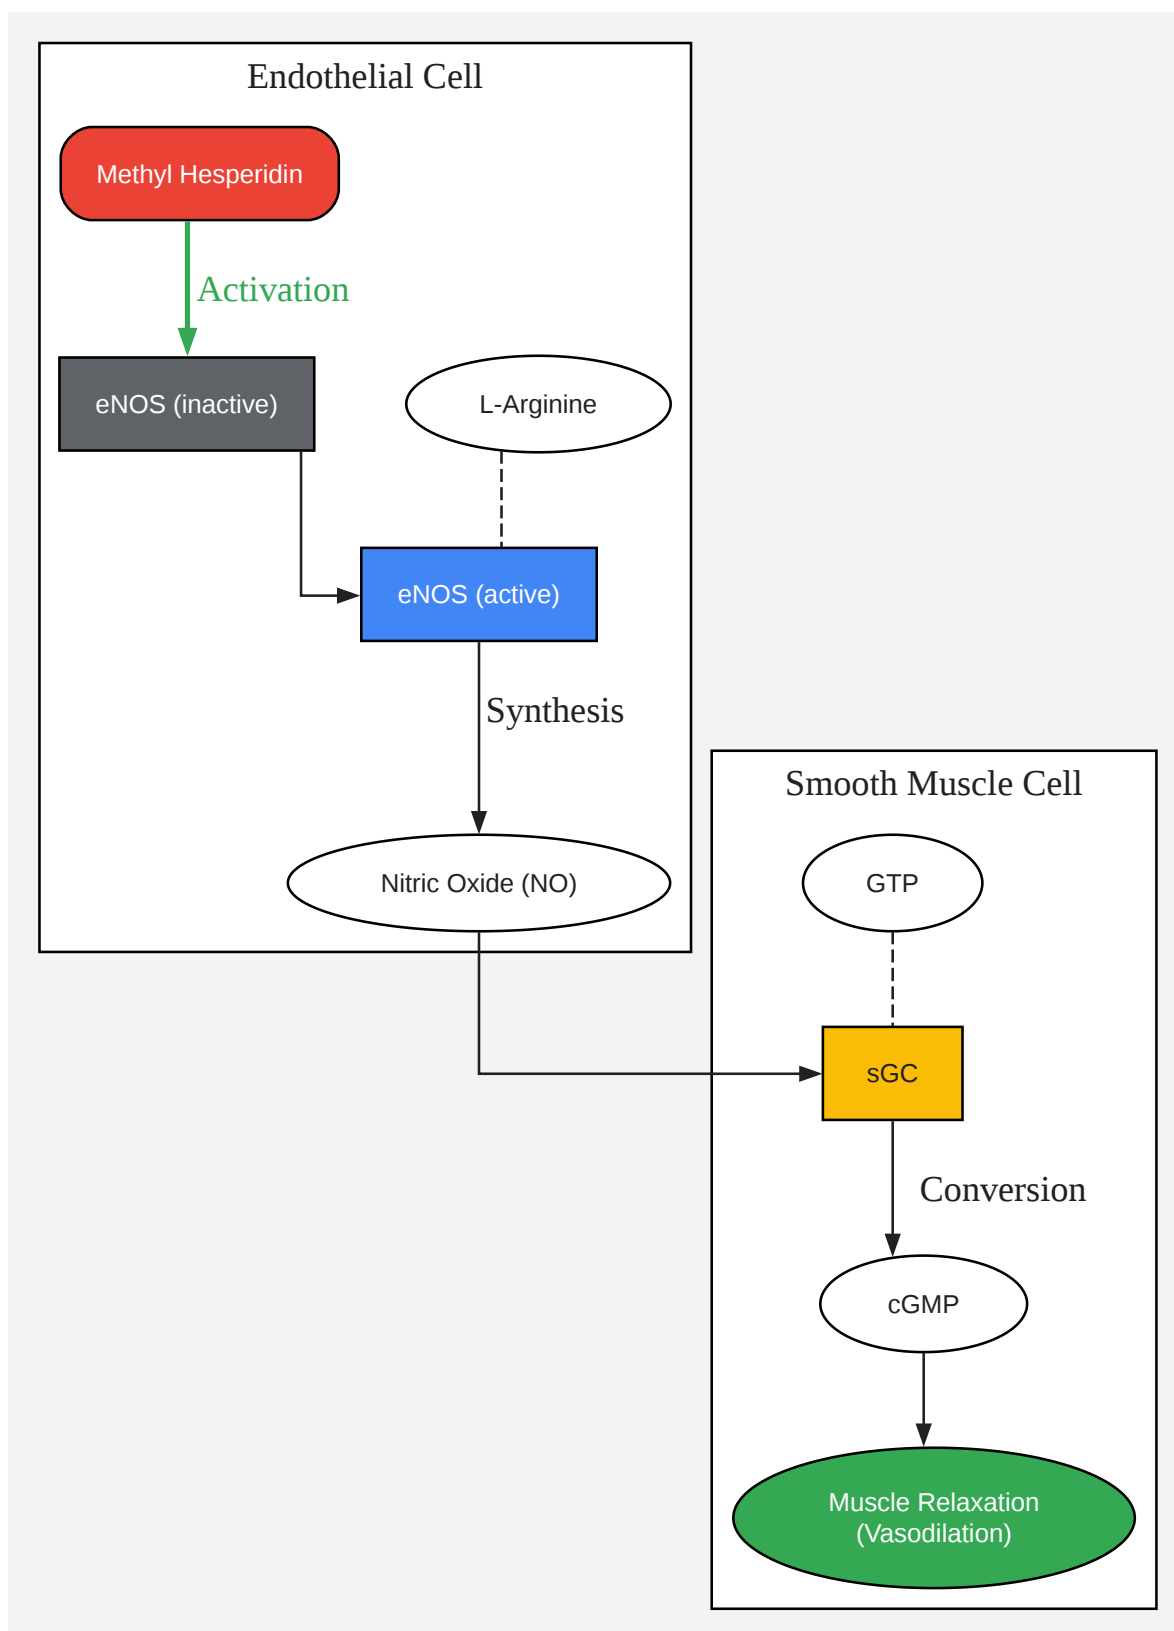 Endothelial Cell
Methyl Hesperidin
Activation
eNOS (inactive)
L-Arginine
eNOS (active)
Synthesis
Nitric Oxide (NO)
Smooth Muscle Cell
GTP
sGC
Conversion
cGMP
Muscle Relaxation
(Vasodilation)